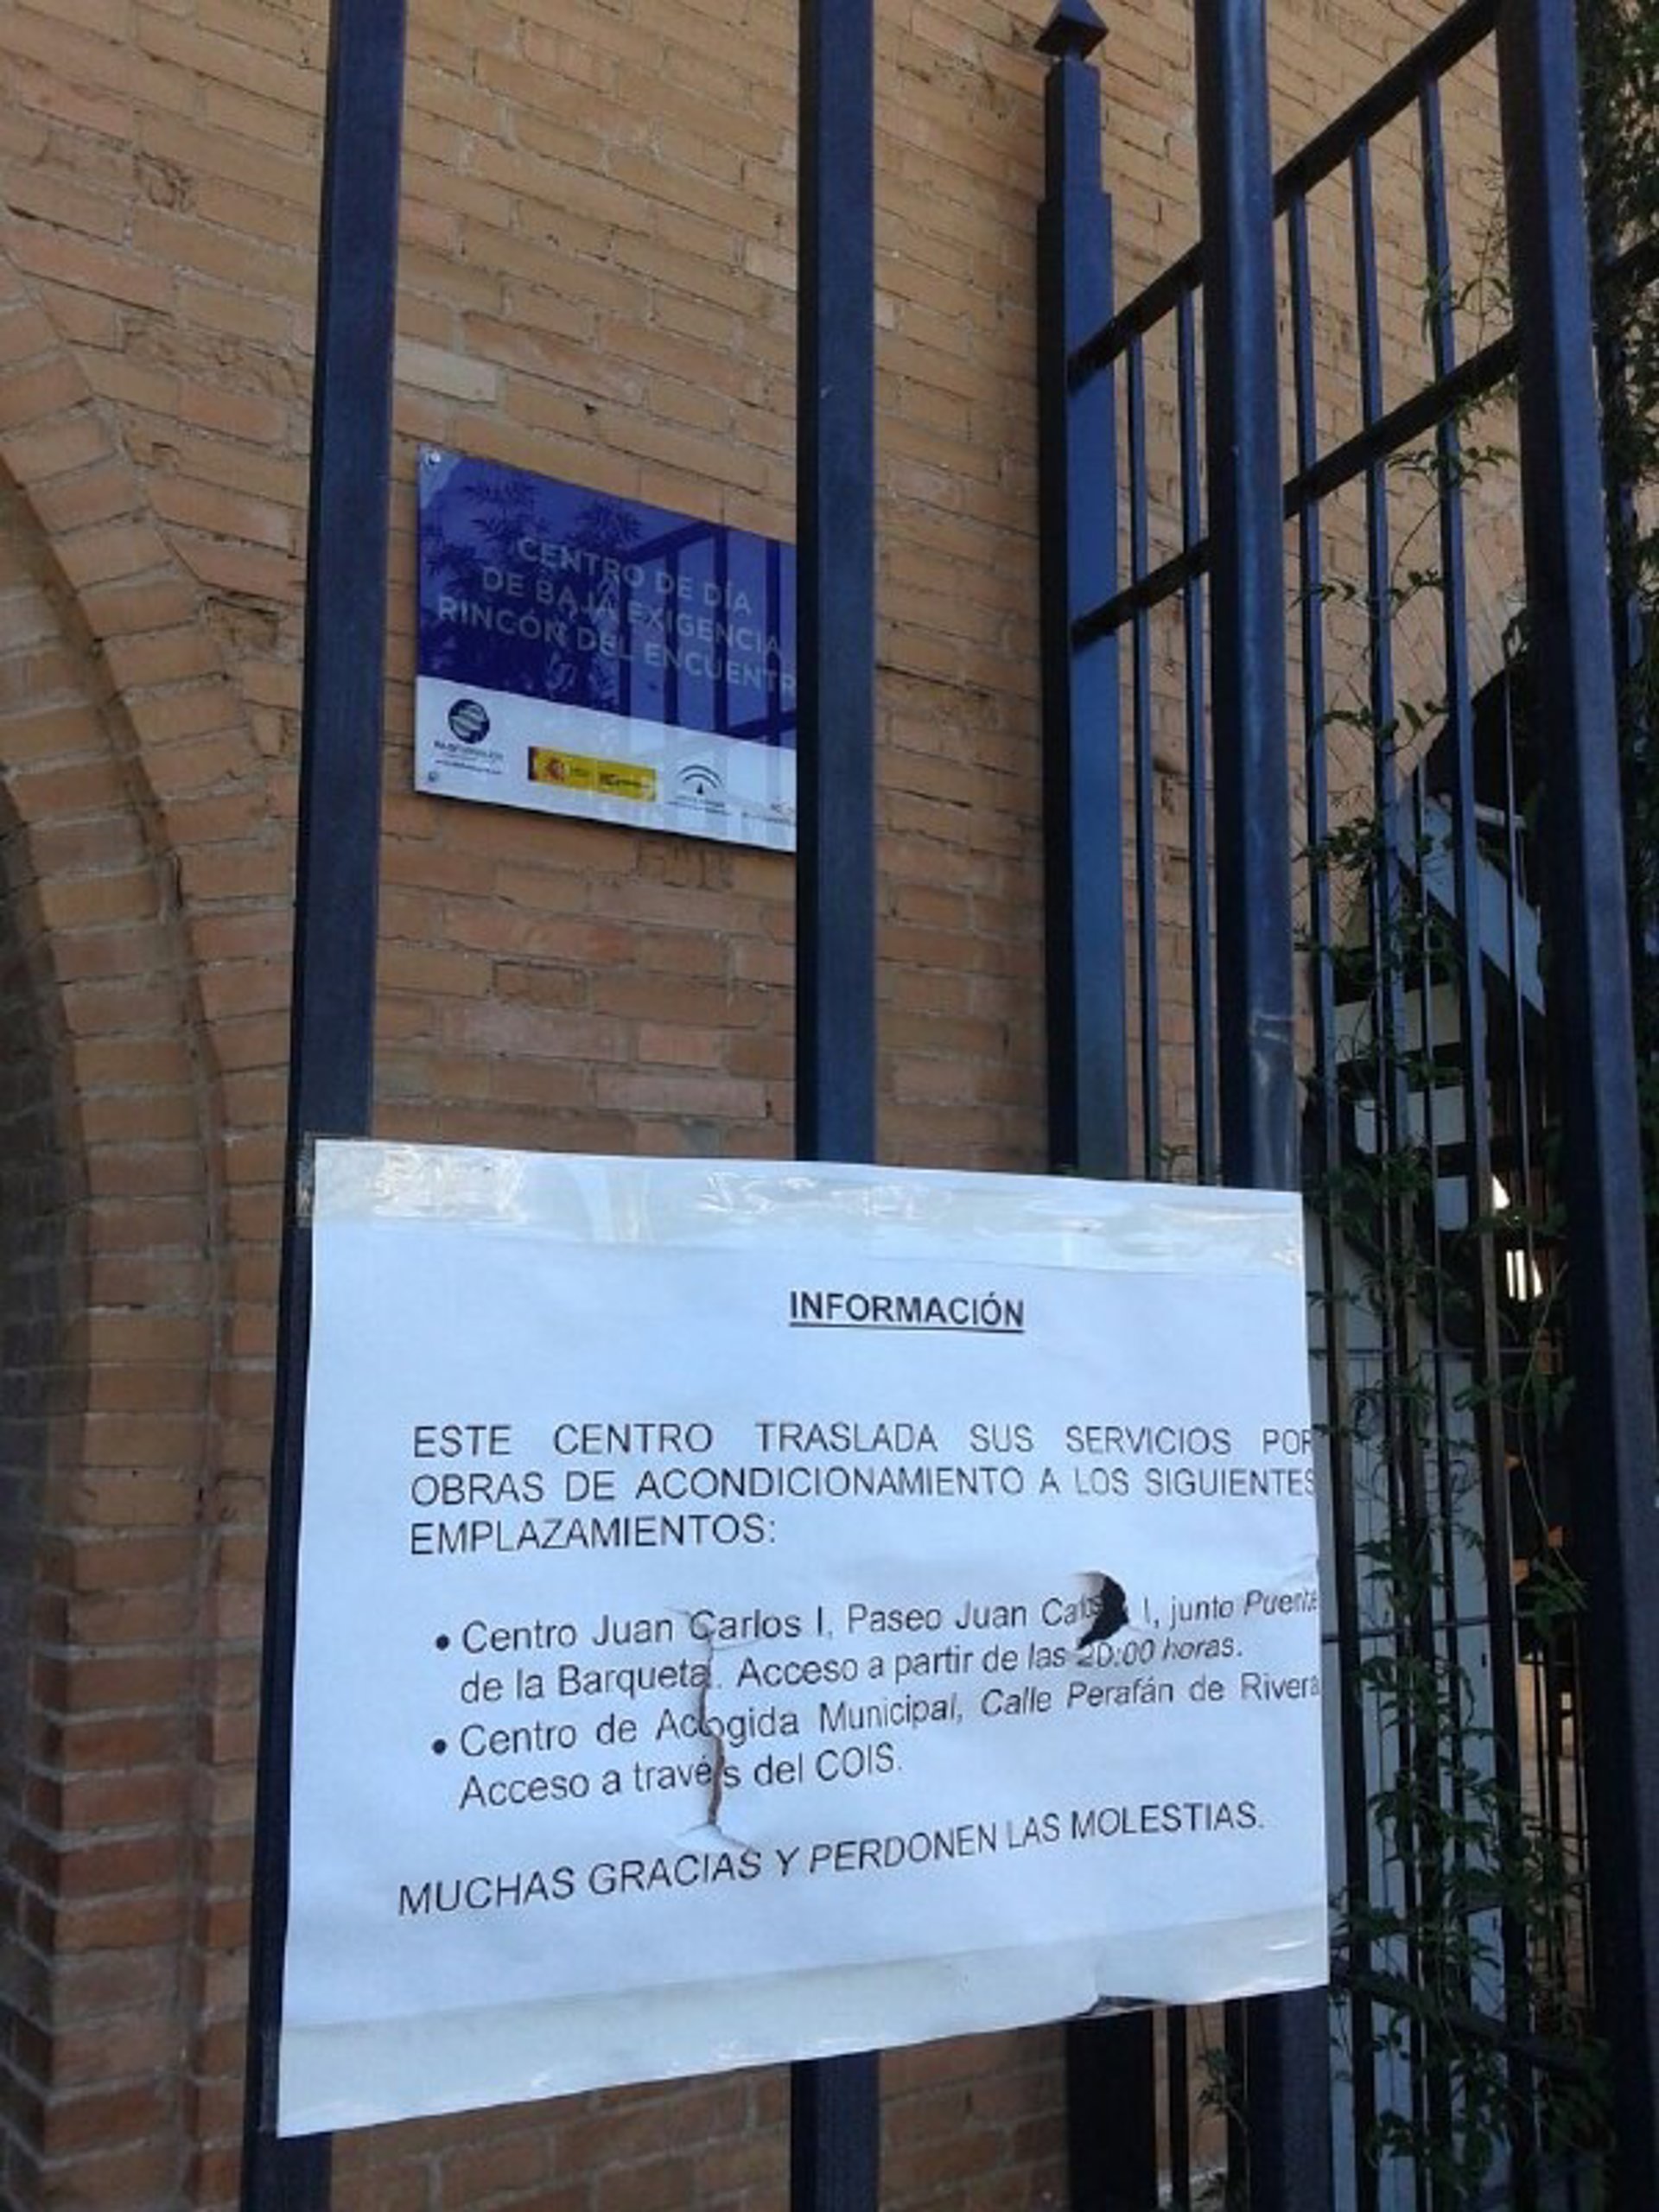 CENTRO DE DÍA
DE BAJA EXIGENCIA
RINCÓN DEL ENCUENTR
INFORMACIÓN
ESTE CENTRO TRASLADA SUS SERVICIOS POR
OBRAS DE ACONDICIONAMIENTO A LOS SIGUIENTES
EMPLAZAMIENTOS:
• Centro Juan Carlos I, Paseo Juan Carlos I, junto Puente
de la Barqueta. Acceso a partir de las 20:00 horas.
• Centro de Acogida Municipal, Calle Perafán de Rivera
Acceso a través del COIS.
MUCHAS GRACIAS Y PERDONEN LAS MOLESTIAS.